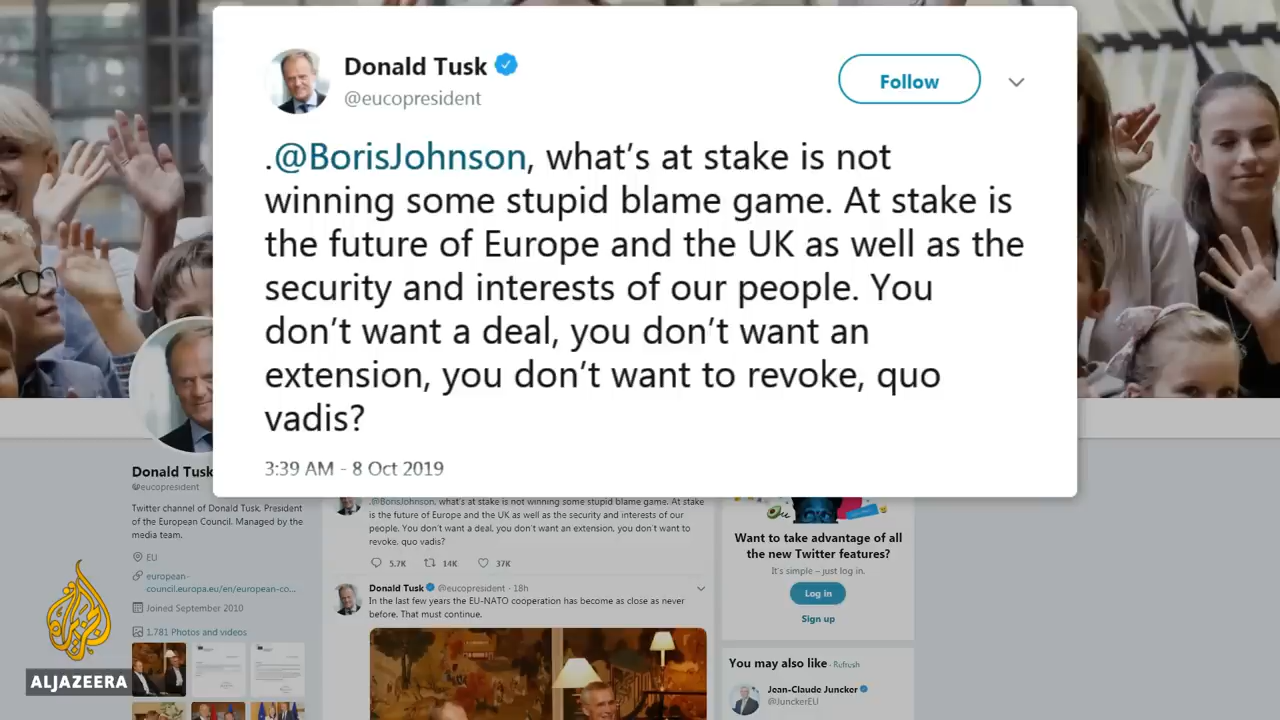 Donald Tusk
@eucopresident
Follow
.@BorisJohnson, what's at stake is not
winning some stupid blame game. At stake is
the future of Europe and the UK as well as the
security and interests of our people. You
don't want a deal, you don't want an
extension, you don't want to revoke, quo
vadis?
3:39 AM - 8 Oct 2019
Donald Tusk
@eucopresident
Twitter channel of Donald Tusk, President
of the European Council. Managed by the
media team.
EU
european-
council.europa.eu/en/european-co...
Joined September 2010
1,781 Photos and videos
.@BorisJohnson, what's at stake is not winning some stupid blame game. At stake
is the future of Europe and the UK as well as the security and interests of our
people. You don't want a deal, you don't want an extension, you don't want to
revoke, quo vadis?
5.7K 14K 37K
Donald Tusk @eucopresident · 18h
In the last few years the EU-NATO cooperation has become as close as never
before. That must continue.
Want to take advantage of all
the new Twitter features?
It's simple – just log in.
Log in
Sign up
You may also like · Refresh
Jean-Claude Juncker
@JunckerEU
الجزيرة
ALJAZEERA